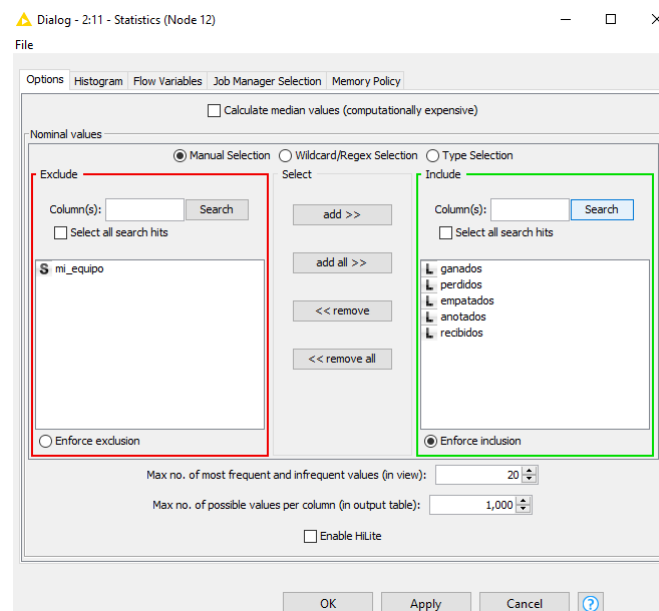 Dialog - 2:11 - Statistics (Node 12)
File
Options Histogram Flow Variables Job Manager Selection Memory Policy
Calculate median values (computationally expensive)
Nominal values
Manual Selection Wildcard/Regex Selection Type Selection
Exclude Select Include
Column(s): Search add >> Column(s): Search
Select all search hits Select all search hits
S mi_equipo add all >> L ganados
L perdidos
<< remove L empatados
L anotados
L recibidos
<< remove all
Enforce exclusion Enforce inclusion
Max no. of most frequent and infrequent values (in view): 20
Max no. of possible values per column (in output table): 1,000
Enable HiLite
OK Apply Cancel ?